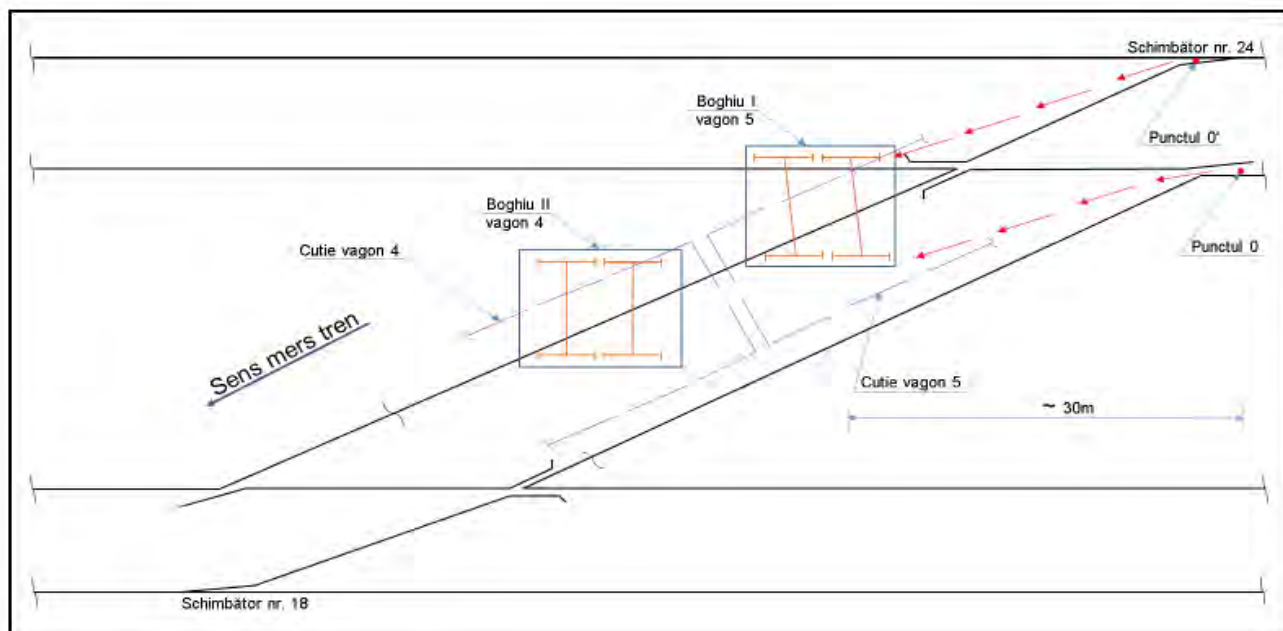 Schimbător nr. 24
Boghiu I
vagon 5
Punctul 0'
Boghiu II
vagon 4
Cutie vagon 4
Punctul 0
Sens mers tren
Cutie vagon 5
~ 30m
Schimbător nr. 18